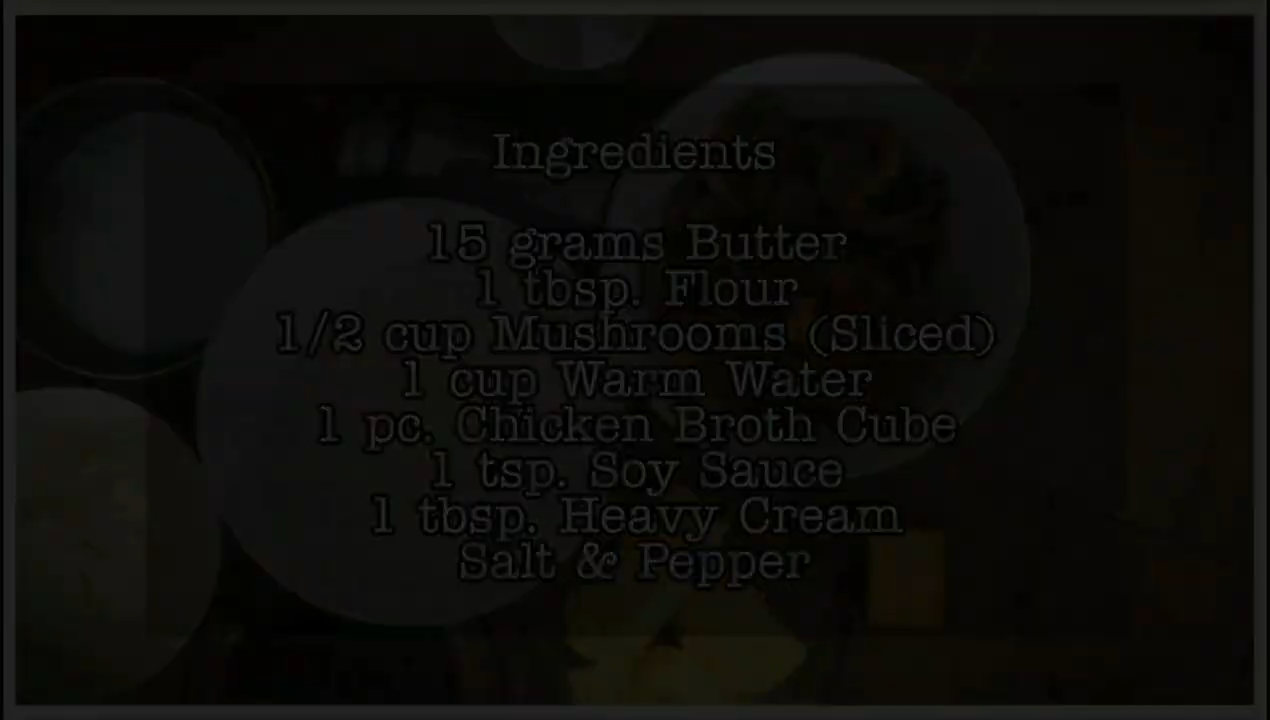 Ingredients
15 grams Butter
1 tbsp. Flour
1/2 cup Mushrooms (Sliced)
1 cup Warm Water
1 pc. Chicken Broth Cube
1 tsp. Soy Sauce
1 tbsp. Heavy Cream
Salt & Pepper